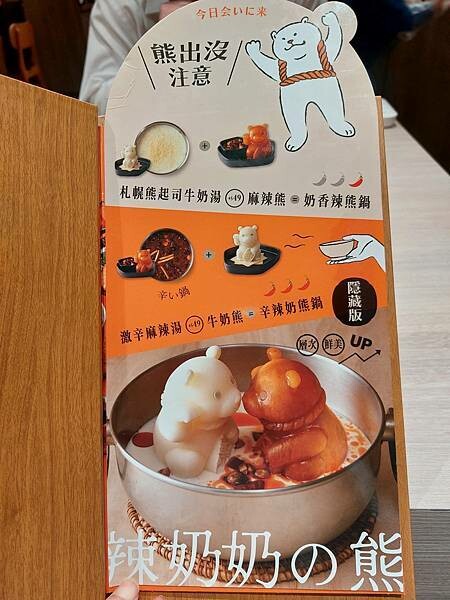 今日会いに来
熊出沒
注意
+
札幌熊起司牛奶湯 +$49 麻辣熊 = 奶香辣熊鍋
+
辛い鍋
激辛麻辣湯 +$49 牛奶熊 = 辛辣奶熊鍋
隱藏版
層次 鮮美 UP
辣奶奶の熊